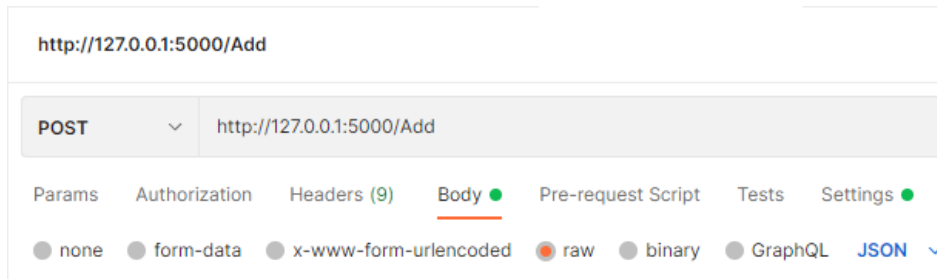 http://127.0.0.1:5000/Add
POST http://127.0.0.1:5000/Add
Params Authorization Headers (9) Body Pre-request Script Tests Settings
none form-data x-www-form-urlencoded raw binary GraphQL JSON